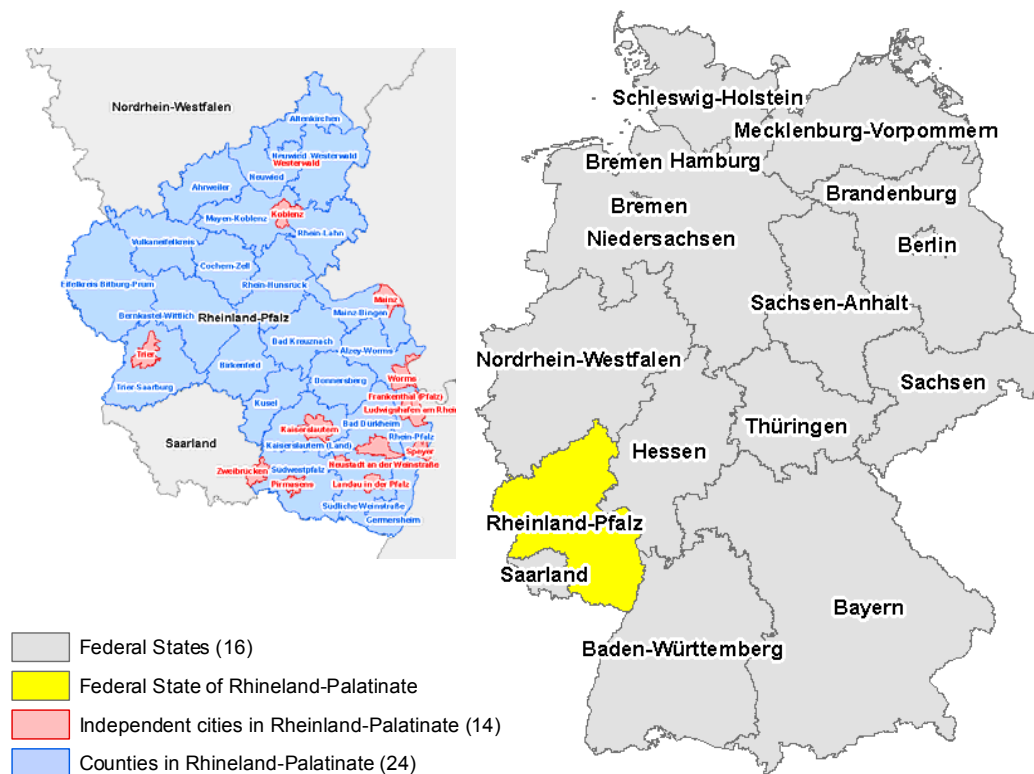 Nordrhein-Westfalen
Altenkirchen
Neuwied Westerwald
Westerwald
Neuwied
Ahrweiler
Mayen-Koblenz
Koblenz
Rhein-Lahn
Vulkaneifelkreis
Cochem-Zell
Eifelkreis Bitburg-Prüm
Rhein-Hunsrück
Mainz
Mainz-Bingen
Bernkastel-Wittlich
Rheinland-Pfalz
Bad Kreuznach
Alzey-Worms
Trier
Birkenfeld
Trier-Saarburg
Donnersberg
Worms
Kusel
Frankenthal (Pfalz)
Ludwigshafen am Rhein
Kaiserslautern
Bad Dürkheim
Saarland
Kaiserslautern (Land)
Rhein-Pfalz
Speyer
Zweibrücken
Südwestpfalz
Neustadt an der Weinstraße
Pirmasens
Landau in der Pfalz
Südliche Weinstraße
Germersheim
Schleswig-Holstein
Mecklenburg-Vorpommern
Bremen
Hamburg
Brandenburg
Bremen
Niedersachsen
Berlin
Sachsen-Anhalt
Nordrhein-Westfalen
Sachsen
Thüringen
Hessen
Rheinland-Pfalz
Saarland
Bayern
Baden-Württemberg
Federal States (16)
Federal State of Rhineland-Palatinate
Independent cities in Rheinland-Palatinate (14)
Counties in Rhineland-Palatinate (24)